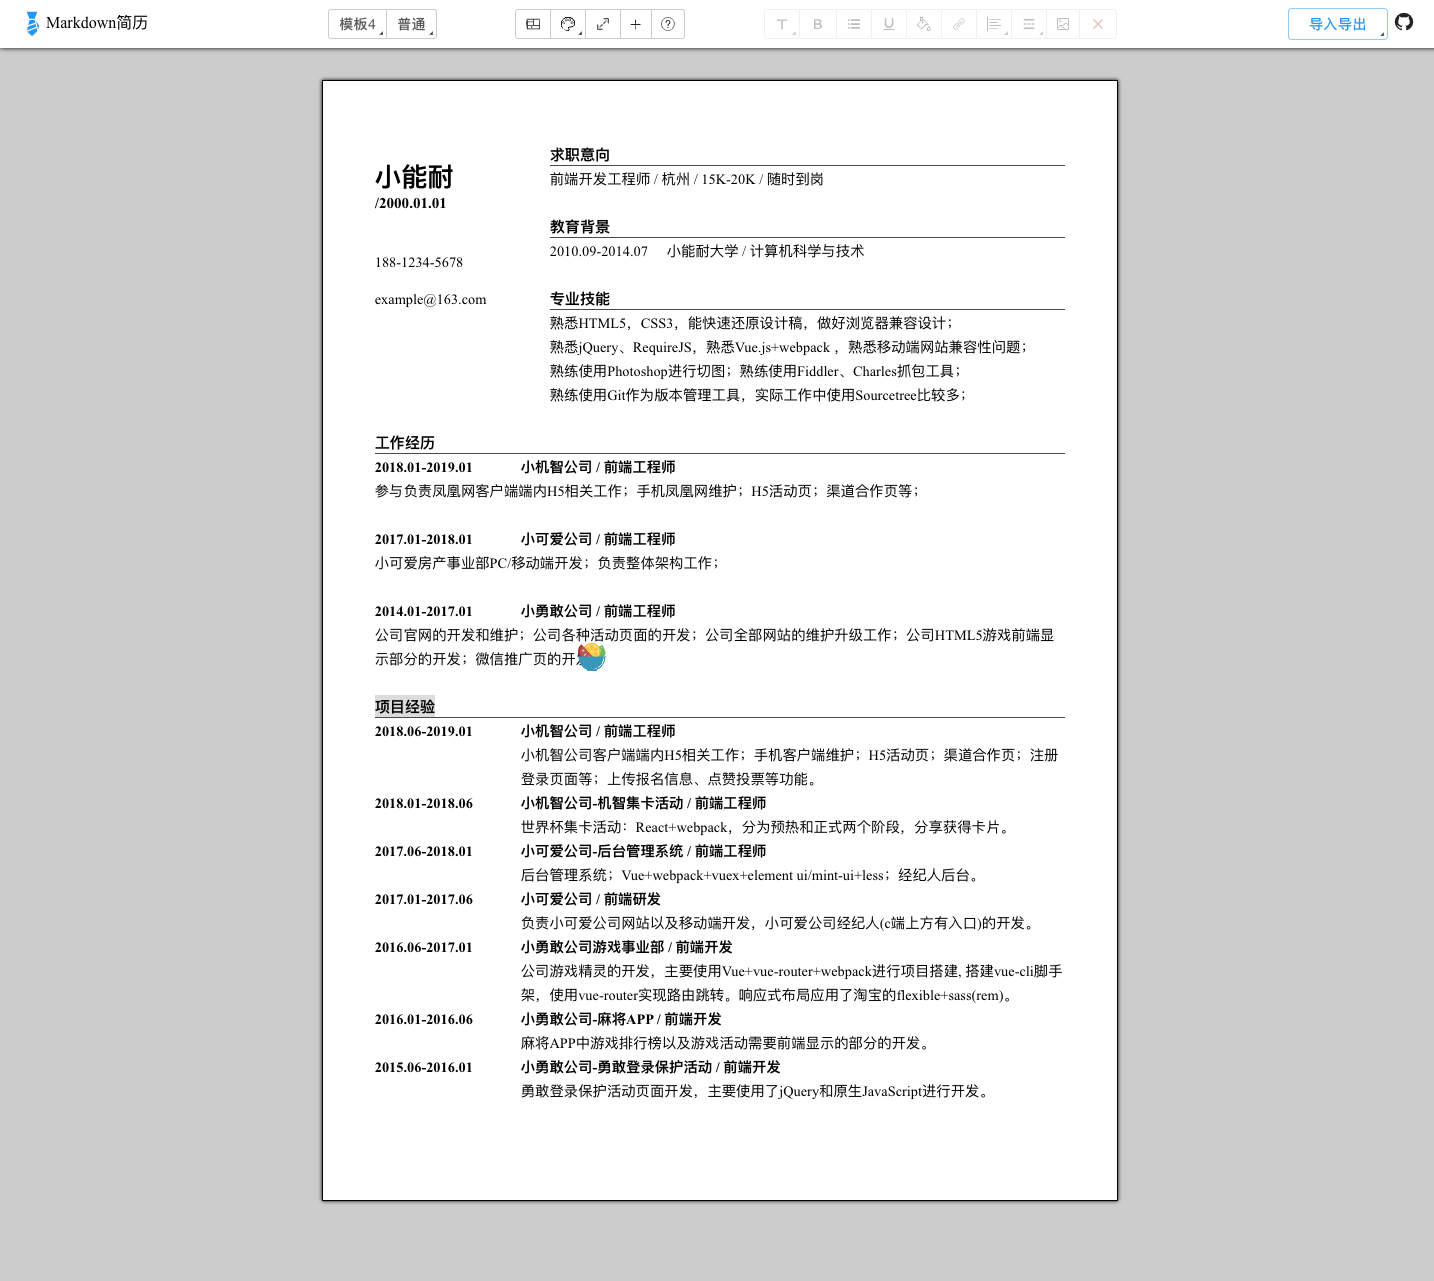 Markdown简历
模板4 普通
导入导出
小能耐
/2000.01.01
188-1234-5678
example@163.com
求职意向
前端开发工程师 / 杭州 / 15K-20K / 随时到岗
教育背景
2010.09-2014.07 小能耐大学 / 计算机科学与技术
专业技能
熟悉HTML5，CSS3，能快速还原设计稿，做好浏览器兼容设计；
熟悉jQuery、RequireJS，熟悉Vue.js+webpack ，熟悉移动端网站兼容性问题；
熟练使用Photoshop进行切图；熟练使用Fiddler、Charles抓包工具；
熟练使用Git作为版本管理工具，实际工作中使用Sourcetree比较多；
工作经历
2018.01-2019.01 小机智公司 / 前端工程师
参与负责凤凰网客户端端内H5相关工作；手机凤凰网维护；H5活动页；渠道合作页等；
2017.01-2018.01 小可爱公司 / 前端工程师
小可爱房产事业部PC/移动端开发；负责整体架构工作；
2014.01-2017.01 小勇敢公司 / 前端工程师
公司官网的开发和维护；公司各种活动页面的开发；公司全部网站的维护升级工作；公司HTML5游戏前端显
示部分的开发；微信推广页的开
项目经验
2018.06-2019.01 小机智公司 / 前端工程师
小机智公司客户端端内H5相关工作；手机客户端维护；H5活动页；渠道合作页；注册
登录页面等；上传报名信息、点赞投票等功能。
2018.01-2018.06 小机智公司-机智集卡活动 / 前端工程师
世界杯集卡活动：React+webpack，分为预热和正式两个阶段，分享获得卡片。
2017.06-2018.01 小可爱公司-后台管理系统 / 前端工程师
后台管理系统；Vue+webpack+vuex+element ui/mint-ui+less；经纪人后台。
2017.01-2017.06 小可爱公司 / 前端研发
负责小可爱公司网站以及移动端开发，小可爱公司经纪人(c端上方有入口)的开发。
2016.06-2017.01 小勇敢公司游戏事业部 / 前端开发
公司游戏精灵的开发，主要使用Vue+vue-router+webpack进行项目搭建, 搭建vue-cli脚手
架，使用vue-router实现路由跳转。响应式布局应用了淘宝的flexible+sass(rem)。
2016.01-2016.06 小勇敢公司-麻将APP / 前端开发
麻将APP中游戏排行榜以及游戏活动需要前端显示的部分的开发。
2015.06-2016.01 小勇敢公司-勇敢登录保护活动 / 前端开发
勇敢登录保护活动页面开发，主要使用了jQuery和原生JavaScript进行开发。